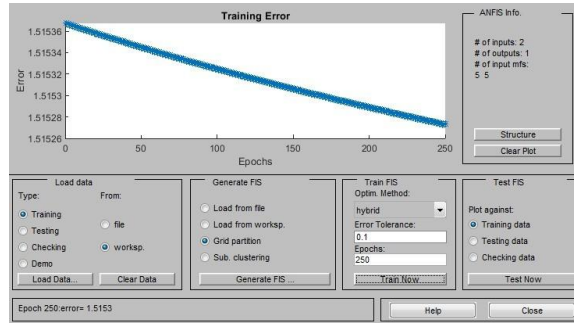 Training Error
ANFIS Info.
1.51536
1.51534
1.5153
1.51528
1.51526
Error
0 50 100 150 200 250
Epochs
# of inputs: 2
# of outputs: 1
# of input mfs:
5 5
Structure
Clear Plot
Load data
Type: From:
Training
Testing
Checking
Demo
file
worksp.
Load Data... Clear Data
Generate FIS
Load from file
Load from worksp.
Grid partition
Sub. clustering
Generate FIS ...
Train FIS
Optim. Method:
hybrid
Error Tolerance:
0.1
Epochs:
250
Train Now
Test FIS
Plot against:
Training data
Testing data
Checking data
Test Now
Epoch 250:error= 1.5153
Help Close